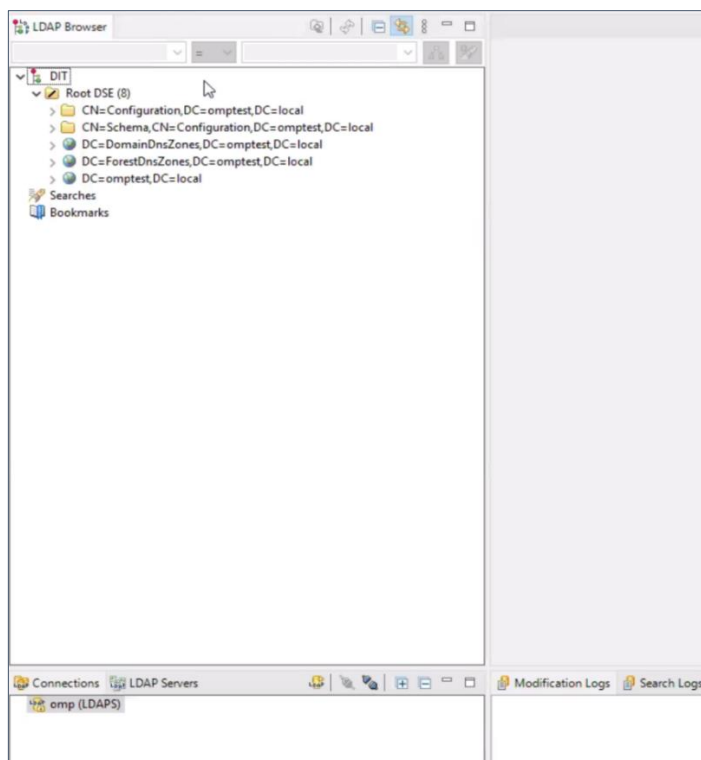 LDAP Browser
=
DIT
Root DSE (8)
CN=Configuration,DC=omptest,DC=local
CN=Schema,CN=Configuration,DC=omptest,DC=local
DC=DomainDnsZones,DC=omptest,DC=local
DC=ForestDnsZones,DC=omptest,DC=local
DC=omptest,DC=local
Searches
Bookmarks
Connections LDAP Servers
Modification Logs Search Logs
omp (LDAPS)